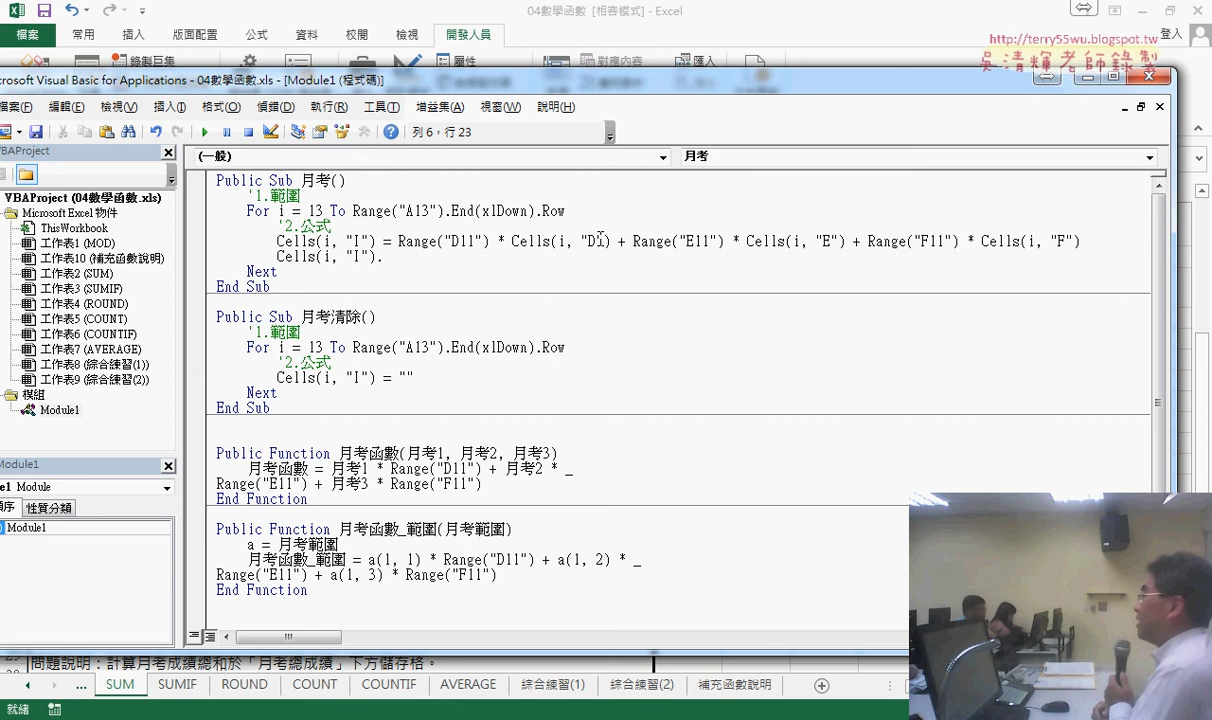 04數學函數 [相容模式] - Excel
http://terry55wu.blogspot.tw
吳清輝老師錄製
登入
檔案 常用 插入 版面配置 公式 資料 校閱 檢視 開發人員
錄製巨集 屬性 對應內容 匯入
crosoft Visual Basic for Applications - 04數學函數.xls - [Module1 (程式碼)]
檔案(F) 編輯(E) 檢視(V) 插入(I) 格式(O) 偵錯(D) 執行(R) 工具(T) 增益集(A) 視窗(W) 說明(H)
列 6，行 23
VBAProject
(一般) 月考
VBAProject (04數學函數.xls)
Microsoft Excel 物件
ThisWorkbook
工作表1 (MOD)
工作表10 (補充函數說明)
工作表2 (SUM)
工作表3 (SUMIF)
工作表4 (ROUND)
工作表5 (COUNT)
工作表6 (COUNTIF)
工作表7 (AVERAGE)
工作表8 (綜合練習(1))
工作表9 (綜合練習(2))
模組
Module1
Module1
le1 Module
順序 性質分類
Module1
Public Sub 月考()
'1.範圍
For i = 13 To Range("A13").End(xlDown).Row
'2.公式
Cells(i, "I") = Range("D11") * Cells(i, "D") + Range("E11") * Cells(i, "E") + Range("F11") * Cells(i, "F")
Cells(i, "I").
Next
End Sub
Public Sub 月考清除()
'1.範圍
For i = 13 To Range("A13").End(xlDown).Row
'2.公式
Cells(i, "I") = ""
Next
End Sub
Public Function 月考函數(月考1, 月考2, 月考3)
月考函數 = 月考1 * Range("D11") + 月考2 * _
Range("E11") + 月考3 * Range("F11")
End Function
Public Function 月考函數_範圍(月考範圍)
a = 月考範圍
月考函數_範圍 = a(1, 1) * Range("D11") + a(1, 2) * _
Range("E11") + a(1, 3) * Range("F11")
End Function
問題說明：計算月考成績總和於「月考總成績」下方儲存格。
... SUM SUMIF ROUND COUNT COUNTIF AVERAGE 綜合練習(1) 綜合練習(2) 補充函數說明
就緒